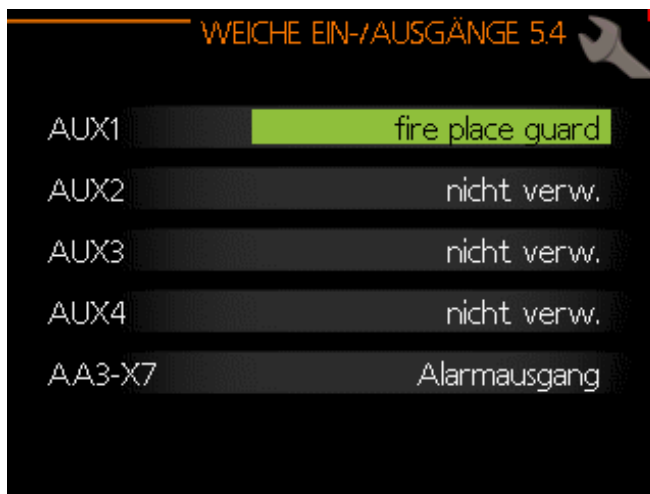 WEICHE EIN-/AUSGÄNGE 5.4
AUX1 fire place guard
AUX2 nicht verw.
AUX3 nicht verw.
AUX4 nicht verw.
AA3-X7 Alarmausgang